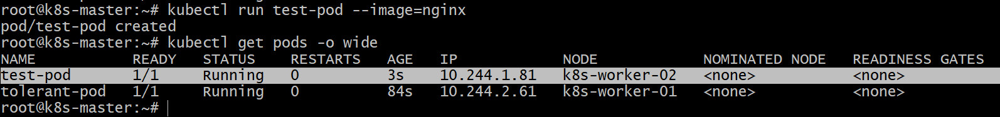 root@k8s-master:~# kubectl run test-pod --image=nginx
pod/test-pod created
root@k8s-master:~# kubectl get pods -o wide
NAME           READY   STATUS    RESTARTS   AGE   IP            NODE            NOMINATED NODE   READINESS GATES
test-pod       1/1     Running   0          3s    10.244.1.81   k8s-worker-02   <none>           <none>
tolerant-pod   1/1     Running   0          84s   10.244.2.61   k8s-worker-01   <none>           <none>
root@k8s-master:~#